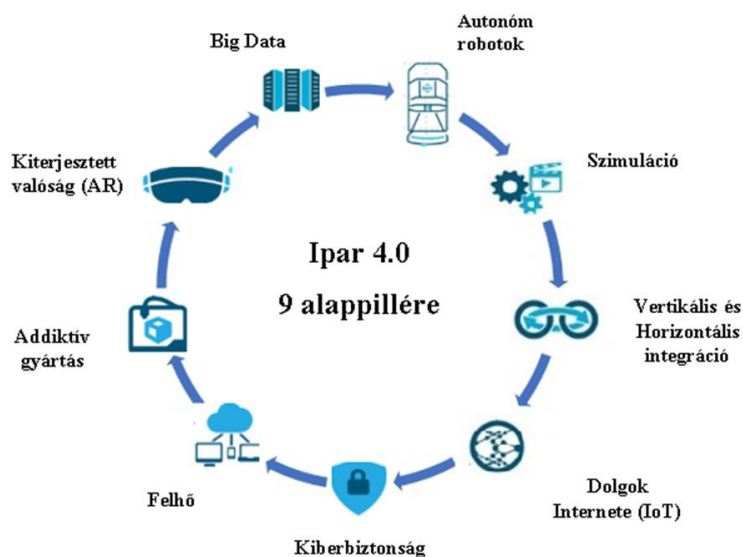 Big Data
Autonóm
robotok
Szimuláció
Vertikális és
Horizontális
integráció
Dolgok
Internete (IoT)
Kiberbiztonság
Felhő
Addiktív
gyártás
Kiterjesztett
valóság (AR)
Ipar 4.0
9 alappillére